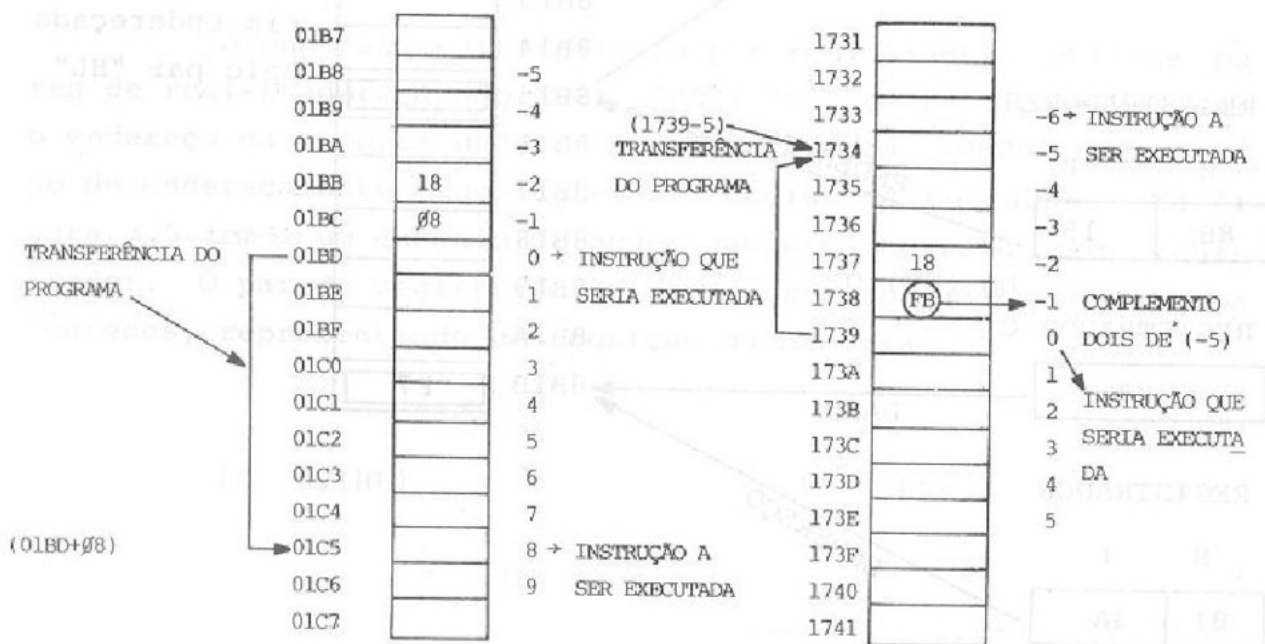 01B7
01B8 -5
01B9 -4
01BA -3
01BB 18 -2
01BC Ø8 -1
TRANSFERÊNCIA DO 01BD 0 → INSTRUÇÃO QUE
PROGRAMA 01BE 1 SERIA EXECUTADA
01BF 2
01C0 3
01C1 4
01C2 5
01C3 6
01C4 7
(01BD+Ø8) 01C5 8 → INSTRUÇÃO A
01C6 9 SER EXECUTADA
01C7
1731
1732
(1739-5) 1733 -6 → INSTRUÇÃO A
TRANSFERÊNCIA 1734 -5 SER EXECUTADA
DO PROGRAMA 1735 -4
1736 -3
1737 18 -2
1738 FB -1 COMPLEMENTO
1739 0 DOIS DE (-5)
173A 1
173B 2 INSTRUÇÃO QUE
173C 3 SERIA EXECUTA
173D 4 DA
173E 5
173F
1740
1741